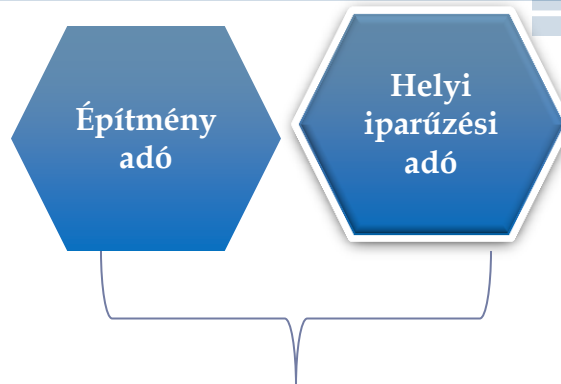 Építmény
adó
Helyi
iparűzési
adó